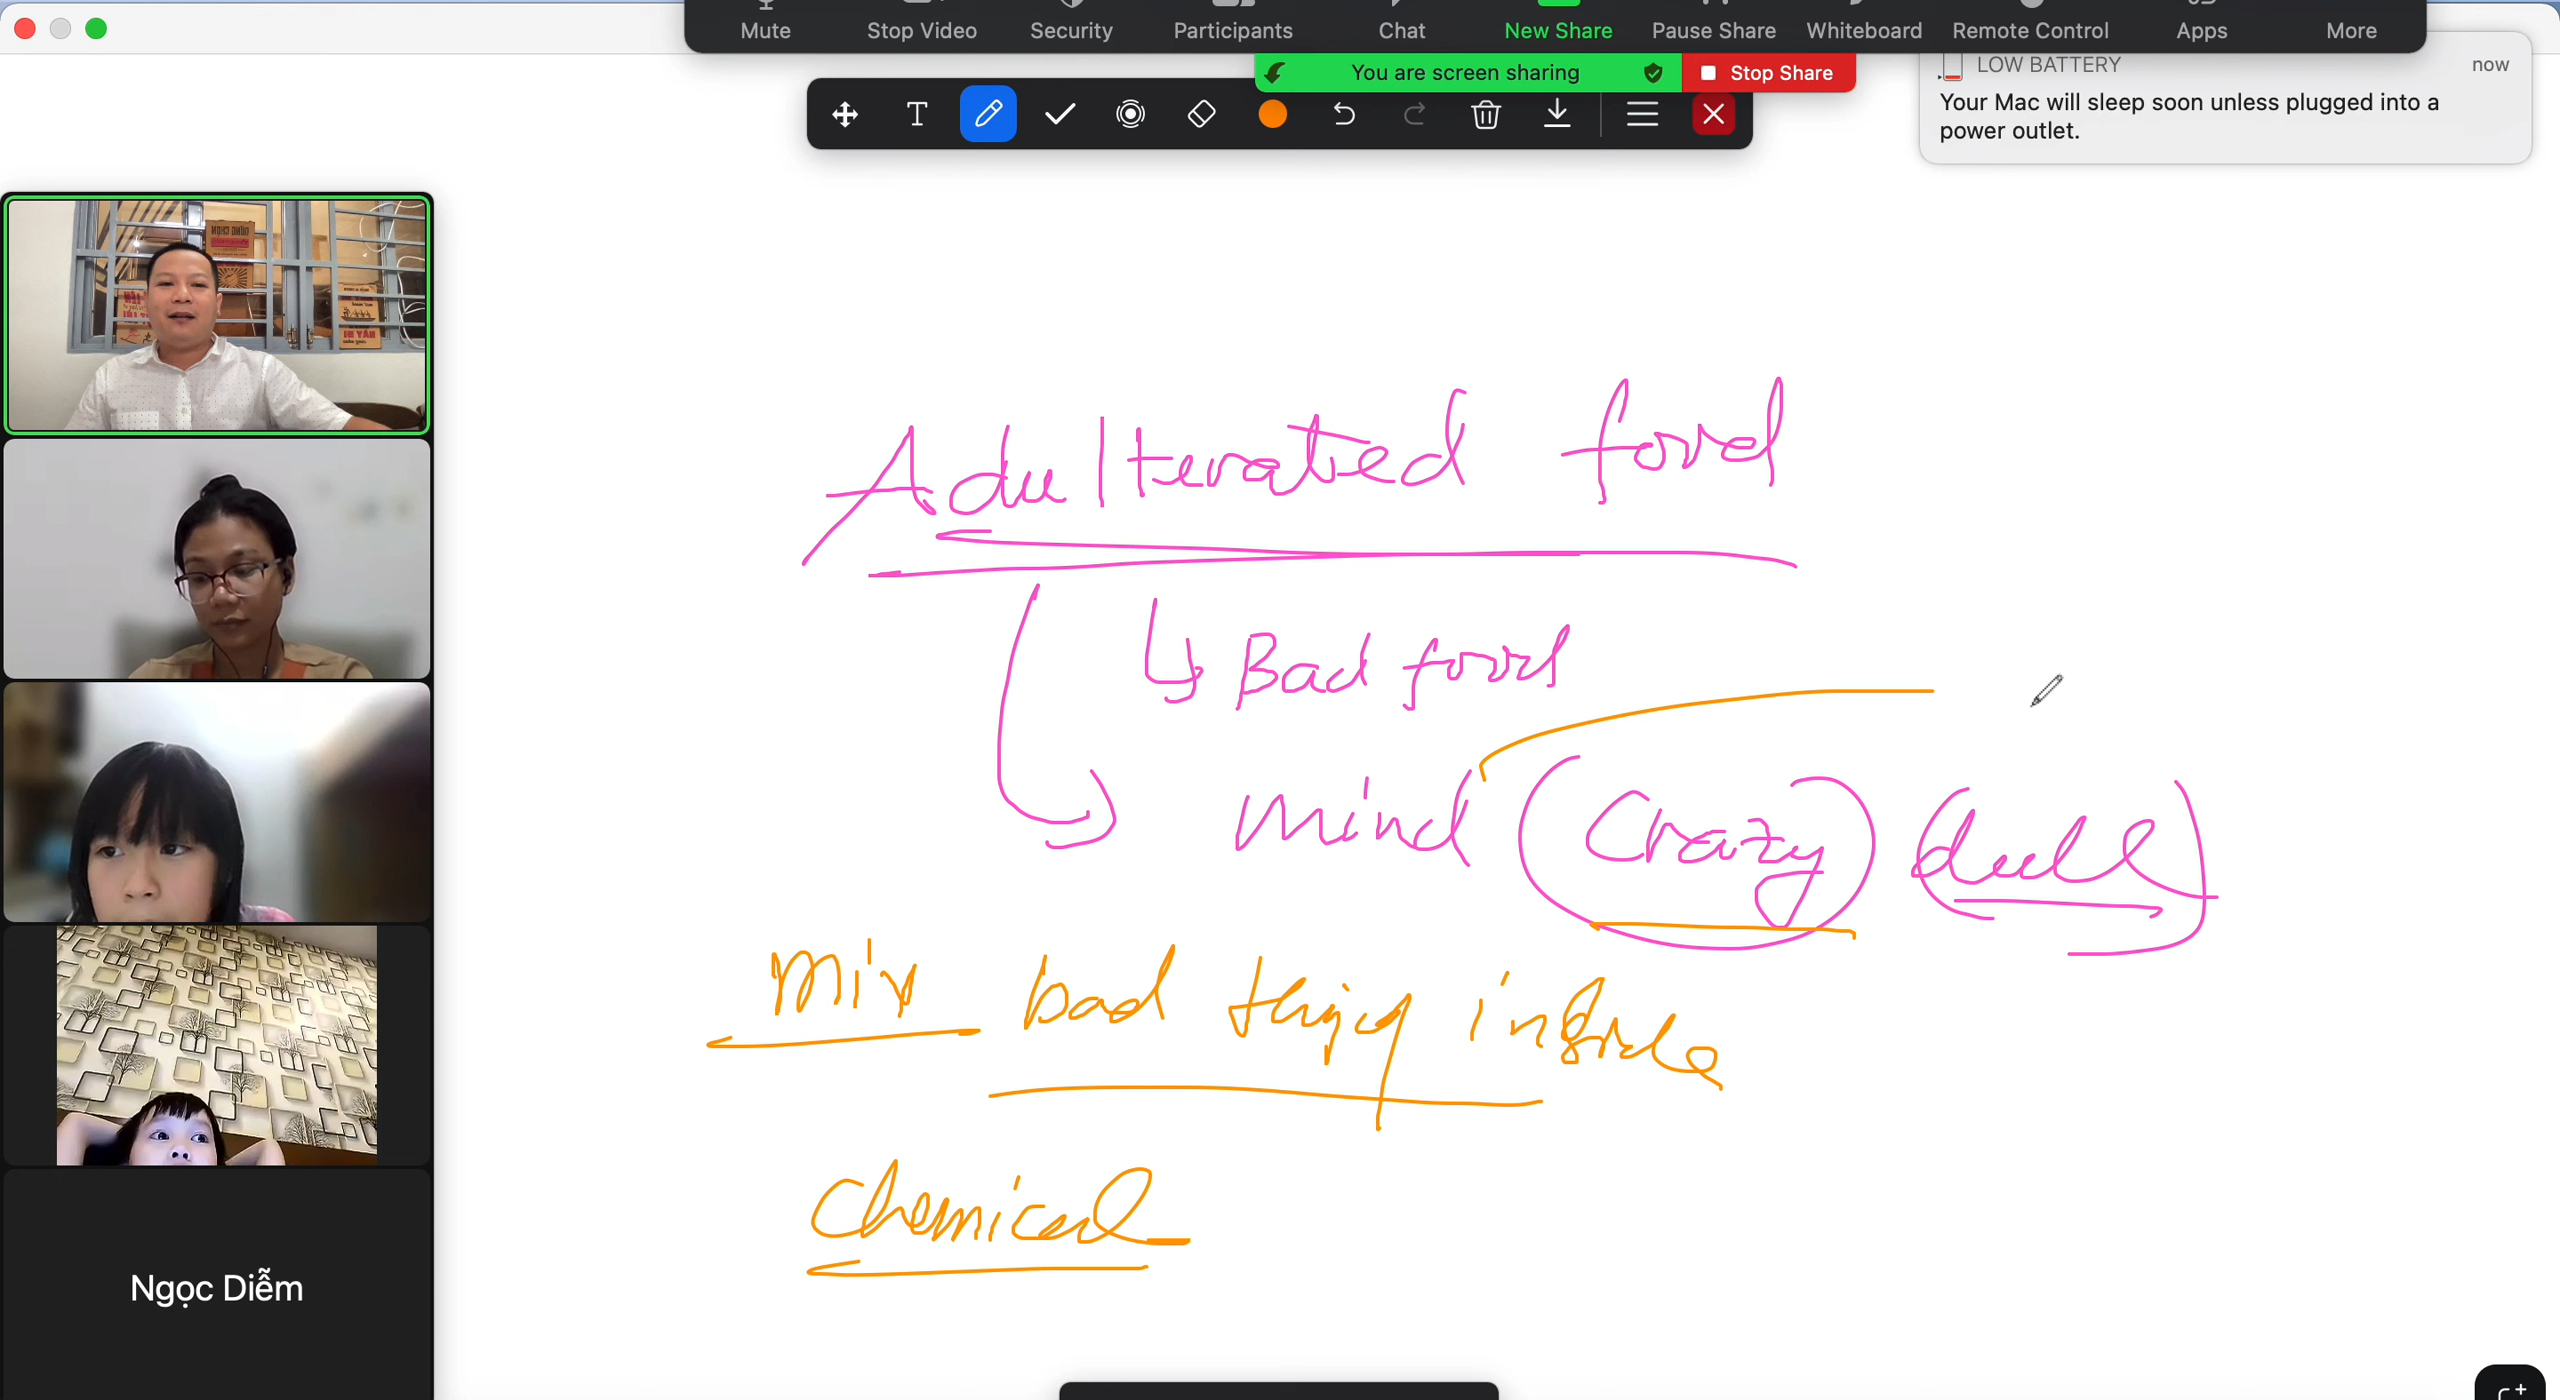 Mute Stop Video Security Participants Chat New Share Pause Share Whiteboard Remote Control Apps More
You are screen sharing Stop Share
LOW BATTERY now
Your Mac will sleep soon unless plugged into a
power outlet.
T
Adulterated food
Bad food
Mind (Crazy) (dull)
Mix bad thing inside
Chemical
Ngọc Diễm